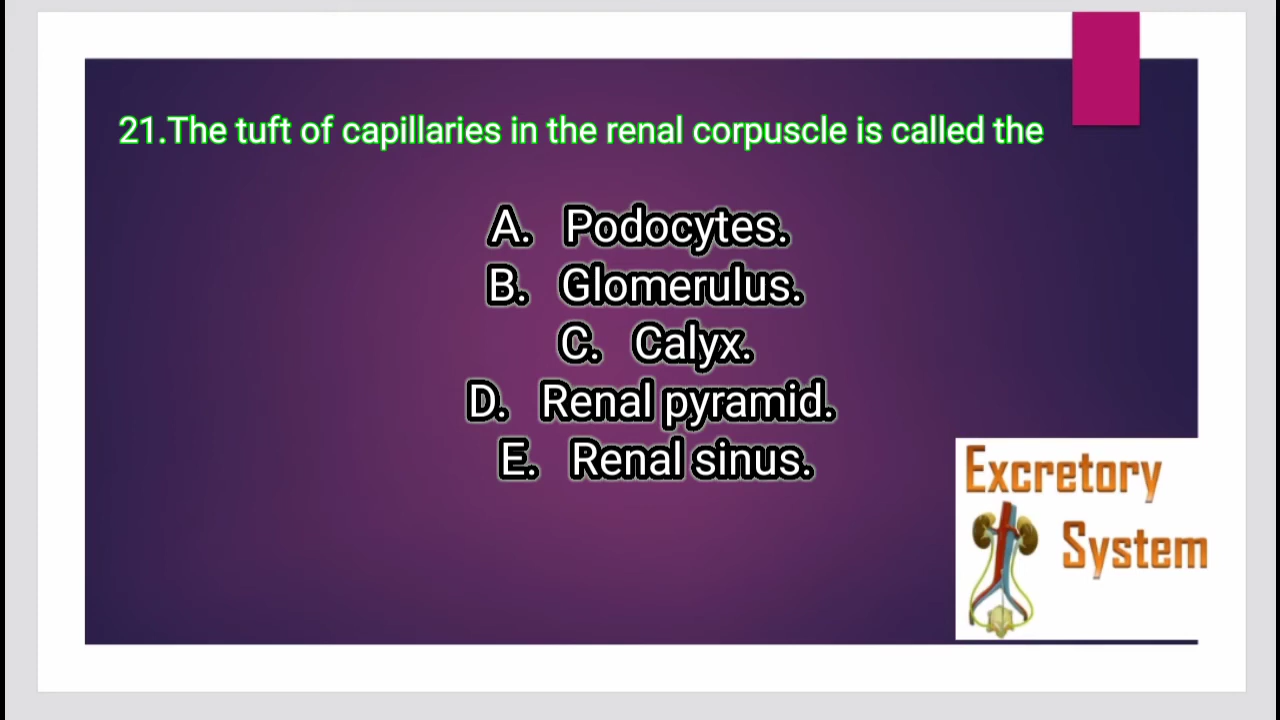 21.The tuft of capillaries in the renal corpuscle is called the
A. Podocytes.
B. Glomerulus.
C. Calyx.
D. Renal pyramid.
E. Renal sinus.
Excretory
System